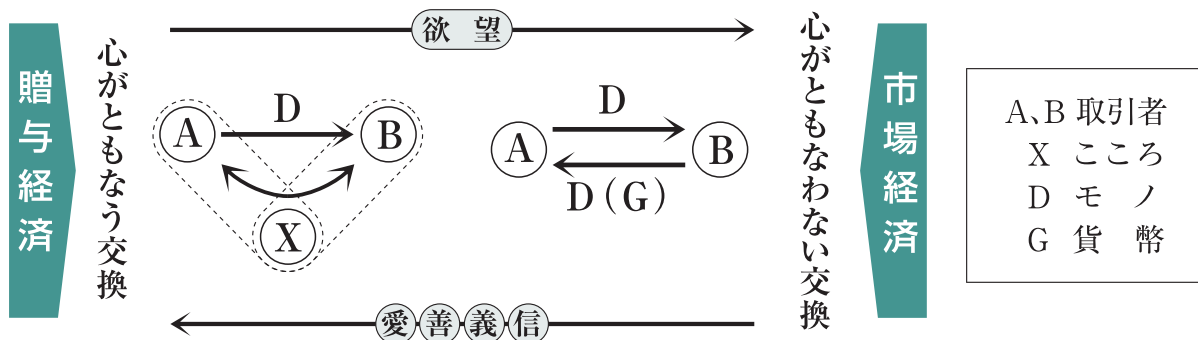 贈与経済
心がともなう交換
欲望
D
A
B
X
愛善義信
D
A
B
D(G)
心がともなわない交換
市場経済
A、B 取引者
X こころ
D モノ
G 貨幣